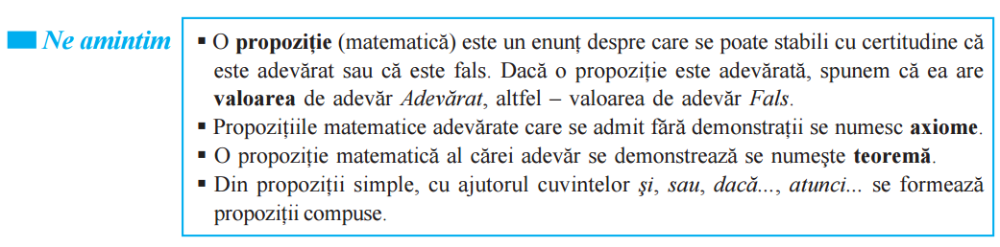 Ne amintim
▪ O propoziție (matematică) este un enunț despre care se poate stabili cu certitudine că
este adevărat sau că este fals. Dacă o propoziție este adevărată, spunem că ea are
valoarea de adevăr Adevărat, altfel – valoarea de adevăr Fals.
▪ Propozițiile matematice adevărate care se admit fără demonstrații se numesc axiome.
▪ O propoziție matematică al cărei adevăr se demonstrează se numeşte teoremă.
▪ Din propoziții simple, cu ajutorul cuvintelor şi, sau, dacă..., atunci... se formează
propoziții compuse.